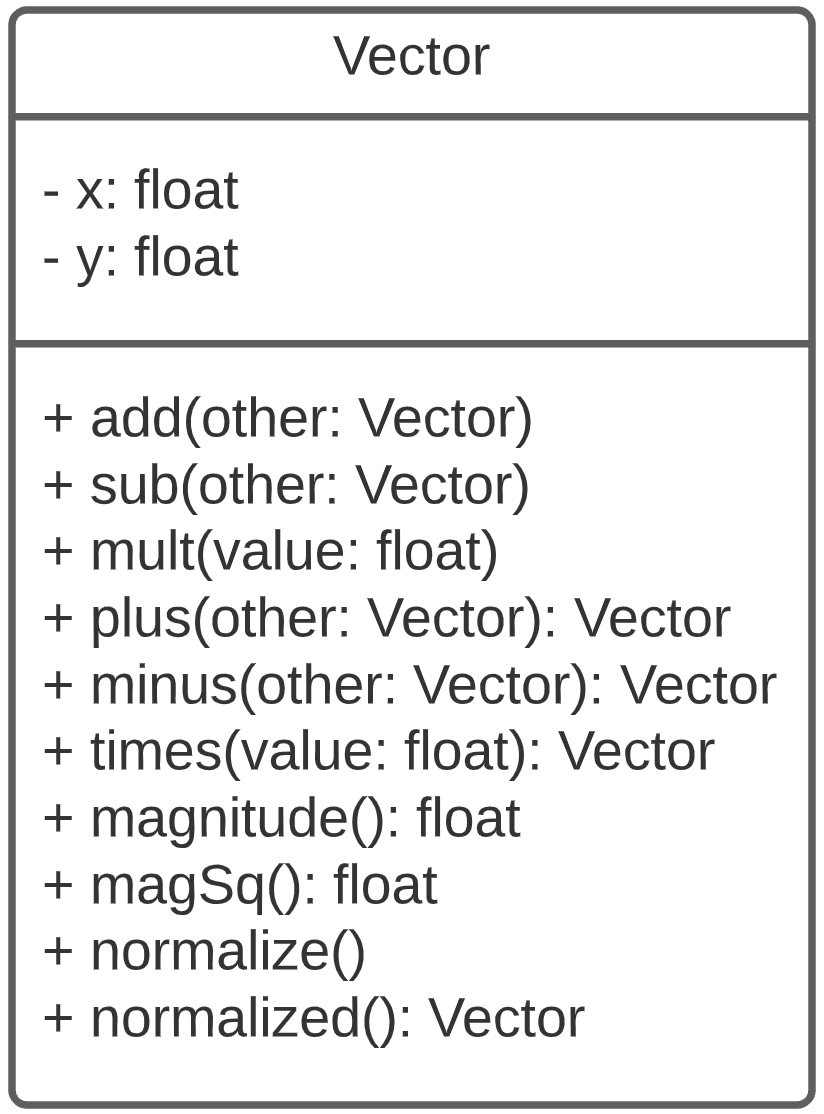 Vector
- x: float
- y: float
+ add(other: Vector)
+ sub(other: Vector)
+ mult(value: float)
+ plus(other: Vector): Vector
+ minus(other: Vector): Vector
+ times(value: float): Vector
+ magnitude(): float
+ magSq(): float
+ normalize()
+ normalized(): Vector